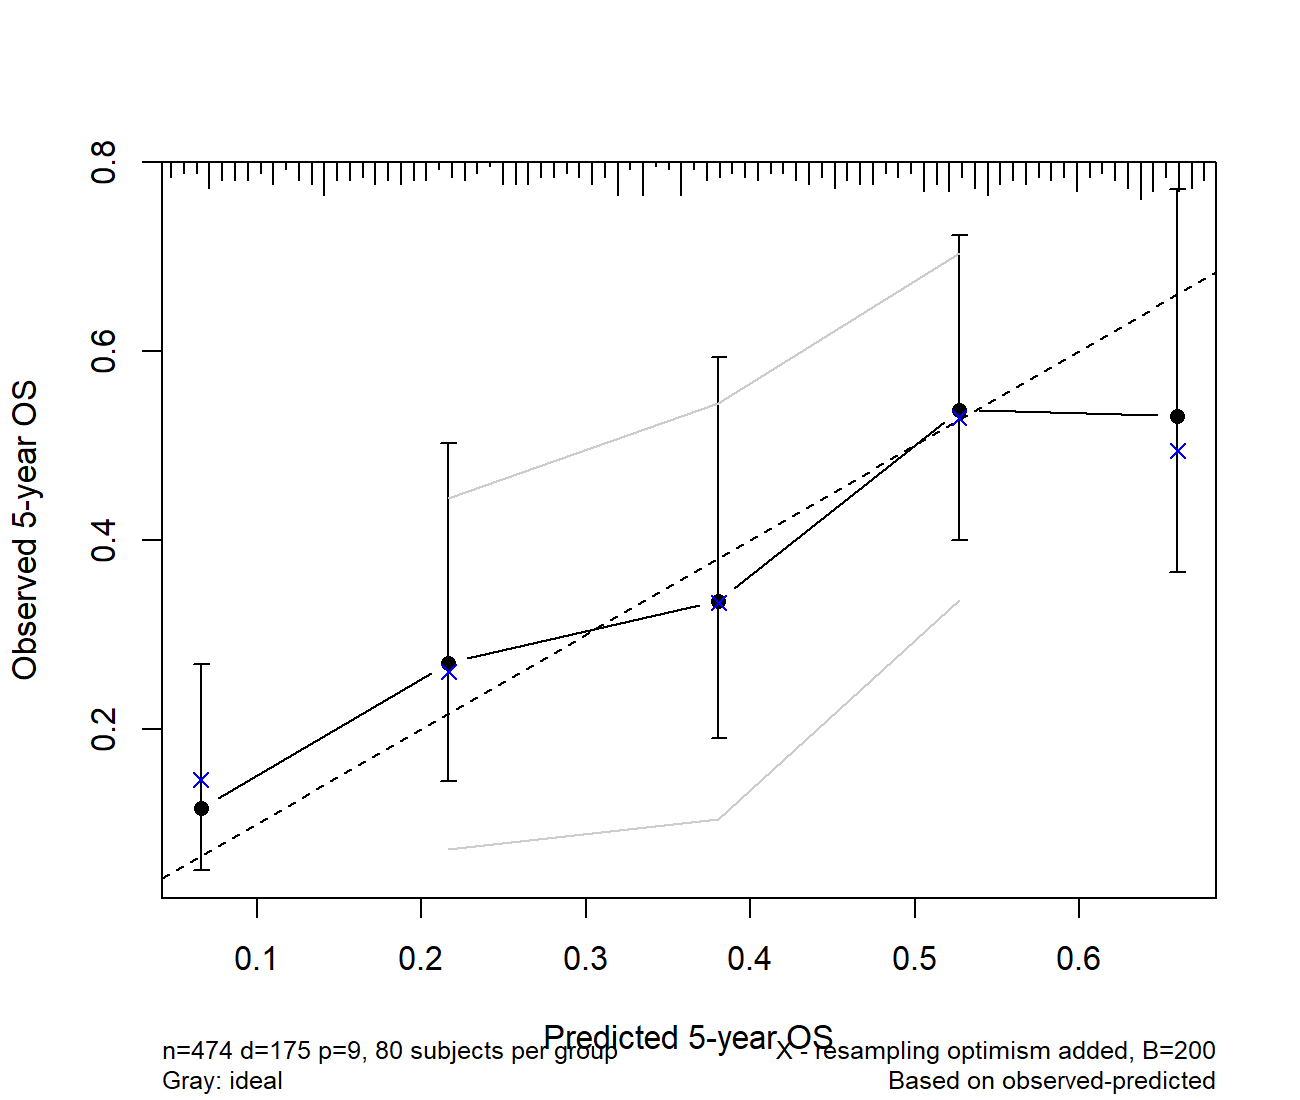 0.8
0.6
0.4
0.2
Observed 5-year OS
0.1 0.2 0.3 0.4 0.5 0.6
Predicted 5-year OS
n=474 d=175 p=9, 80 subjects per group
X - resampling optimism added, B=200
Gray: ideal
Based on observed-predicted